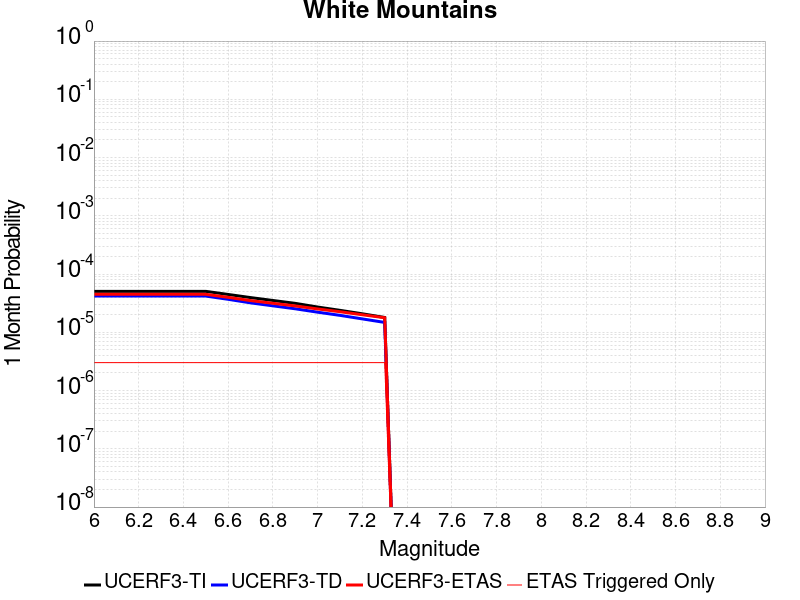 White Mountains
10^0
10^-1
10^-2
10^-3
10^-4
10^-5
10^-6
10^-7
10^-8
1 Month Probability
6 6.2 6.4 6.6 6.8 7 7.2 7.4 7.6 7.8 8 8.2 8.4 8.6 8.8 9
Magnitude
UCERF3-TI UCERF3-TD UCERF3-ETAS ETAS Triggered Only